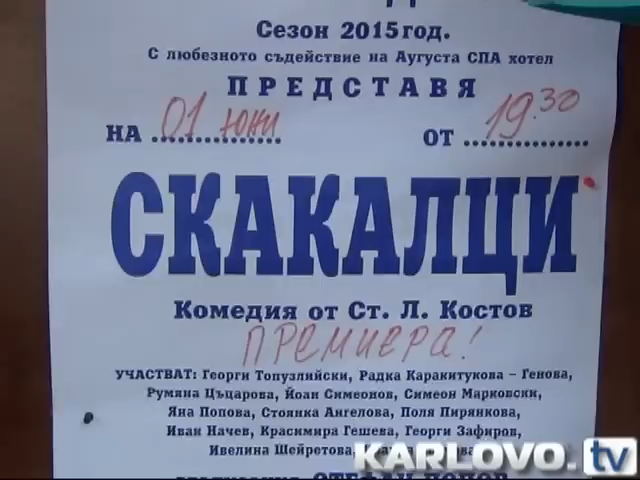 Сезон 2015 год.
С любезното съдействие на Аугуста СПА хотел
ПРЕДСТАВЯ
НА 01 юни ОТ 19.30
СКАКАЛЦИ
Комедия от Ст. Л. Костов
ПРЕМИЕРА!
УЧАСТВАТ: Георги Топузлийски, Радка Каракитукова – Генова,
Румяна Цъцарова, Йоан Симеонов, Симеон Марковски,
Яна Попова, Стоянка Ангелова, Поля Пирянкова,
Иван Начев, Красимира Гешева, Георги Зафиров,
Ивелина Шейретова,
KARLOVO.tv